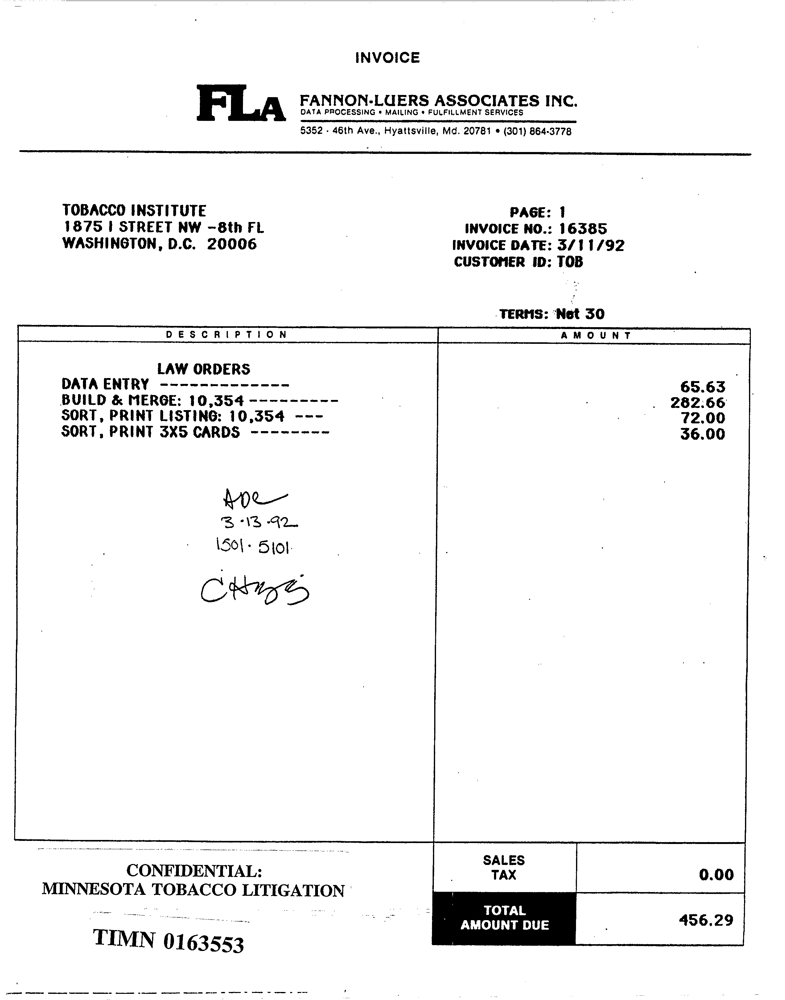 INVOICE
FLA
FANNON-LUERS ASSOCIATES INC.
DATA PROCESSING • MAILING • FULFILLMENT SERVICES
5352 - 46th Ave., Hyattsville, Md. 20781 • (301) 864-3778
TOBACCO INSTITUTE
1875 I STREET NW -8th FL
WASHINGTON, D.C. 20006
PAGE: 1
INVOICE NO.: 16385
INVOICE DATE: 3/11/92
CUSTOMER ID: TOB
TERMS: Net 30
DESCRIPTION AMOUNT
LAW ORDERS
DATA ENTRY ------------- 65.63
BUILD & MERGE: 10,354 --------- 282.66
SORT, PRINT LISTING: 10,354 --- 72.00
SORT, PRINT 3X5 CARDS -------- 36.00
3-13-92
1501-5101
SALES TAX 0.00
TOTAL AMOUNT DUE 456.29
CONFIDENTIAL:
MINNESOTA TOBACCO LITIGATION
TIMN 0163553